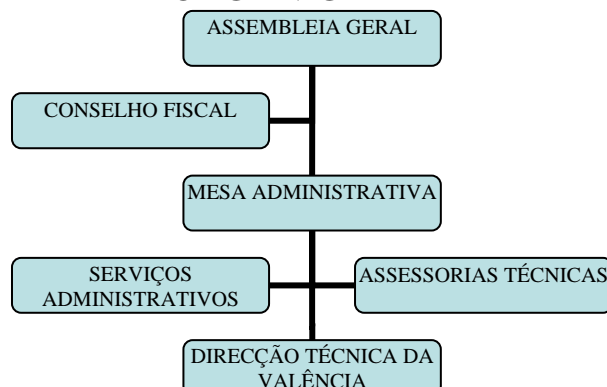 ASSEMBLEIA GERAL
CONSELHO FISCAL
MESA ADMINISTRATIVA
SERVIÇOS
ADMINISTRATIVOS
ASSESSORIAS TÉCNICAS
DIRECÇÃO TÉCNICA DA
VALÊNCIA